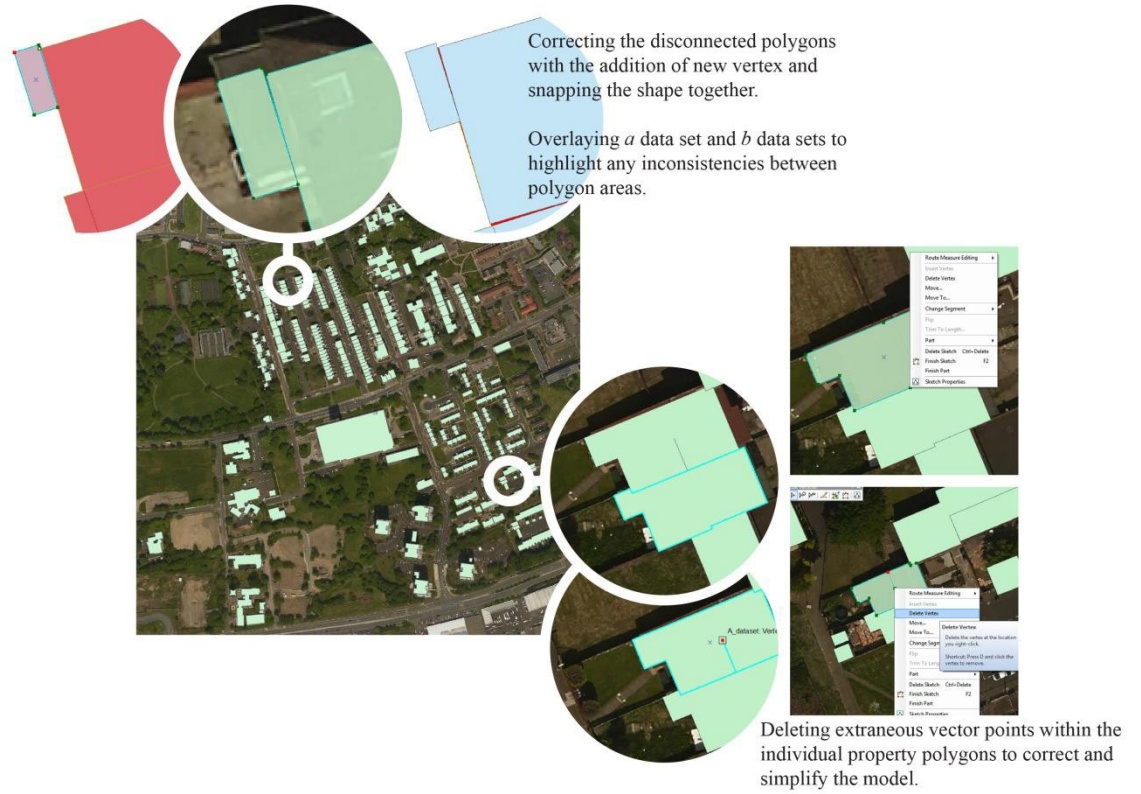 Correcting the disconnected polygons
with the addition of new vertex and
snapping the shape together.
Overlaying a data set and b data sets to
highlight any inconsistencies between
polygon areas.
Route Measure Editing
Insert Vertex
Delete Vertex
Move...
Move To...
Change Segment
Flip
Trim To Length...
Part
Delete Sketch Ctrl+Delete
Finish Sketch F2
Finish Part
Sketch Properties
A_dataset: Verte
Route Measure Editing
Insert Vertex
Delete Vertex
Move...
Move To...
Change Segm
Flip
Trim To Leng
Part
Delete Sketch Ctrl+Delete
Finish Sketch F2
Finish Part
Sketch Properties
Delete Vertex
Delete the vertex at the location
you right-click.
Shortcut: Press D and click the
vertex to remove.
Deleting extraneous vector points within the
individual property polygons to correct and
simplify the model.